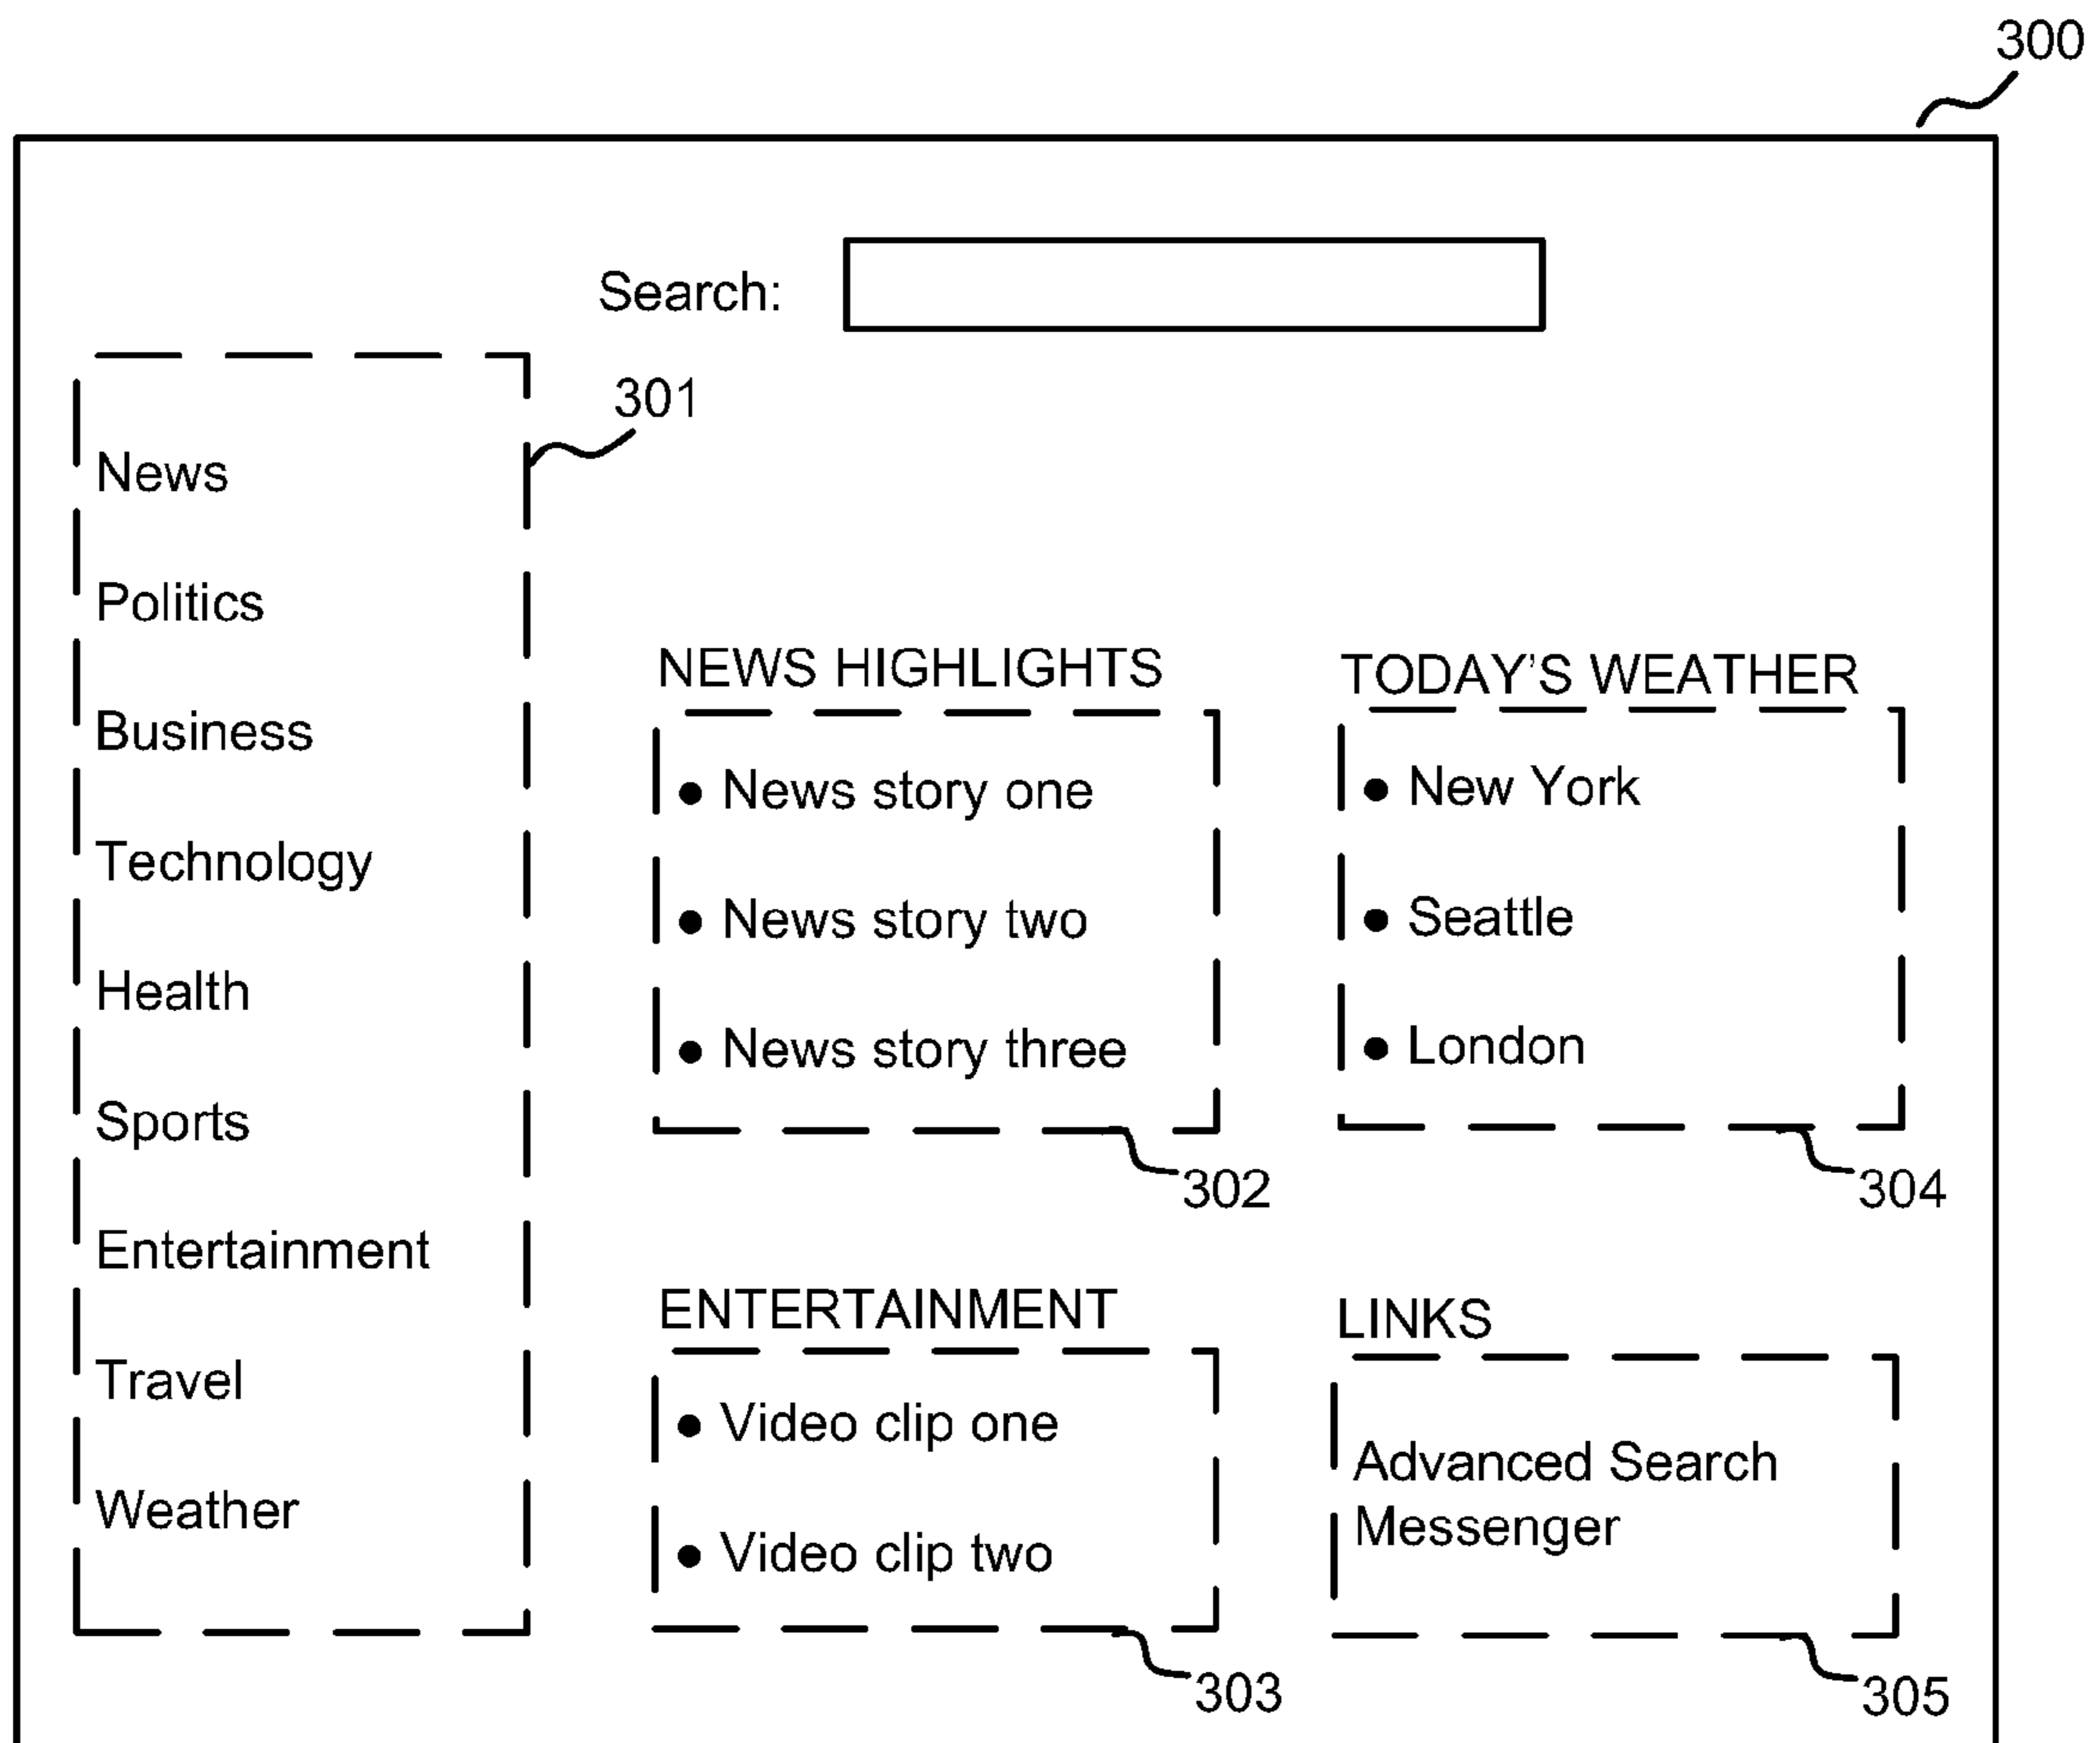 300
Search:
301
News
Politics
Business
Technology
Health
Sports
Entertainment
Travel
Weather
NEWS HIGHLIGHTS
• News story one
• News story two
• News story three
302
TODAY'S WEATHER
• New York
• Seattle
• London
304
ENTERTAINMENT
• Video clip one
• Video clip two
303
LINKS
Advanced Search
Messenger
305